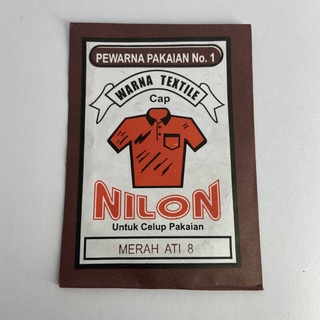 PEWARNA PAKAIAN No. 1
WARNA TEXTILE
Cap
NILON
Untuk Celup Pakaian
MERAH ATI 8